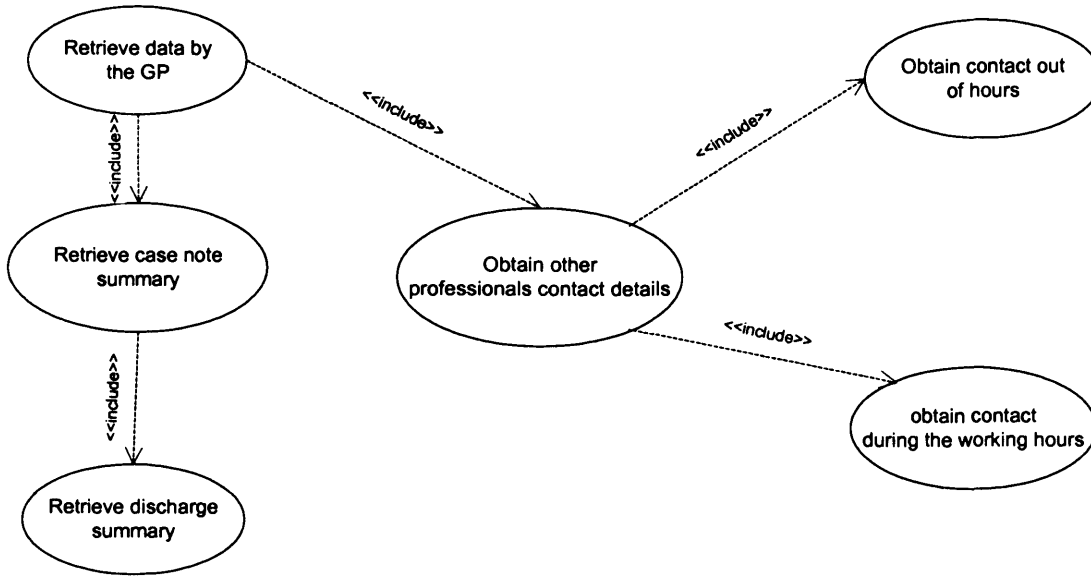 Retrieve data by
the GP
<<include>>
<<include>>
Retrieve case note
summary
<<include>>
Retrieve discharge
summary
Obtain other
professionals contact details
<<include>>
Obtain contact out
of hours
<<include>>
obtain contact
during the working hours